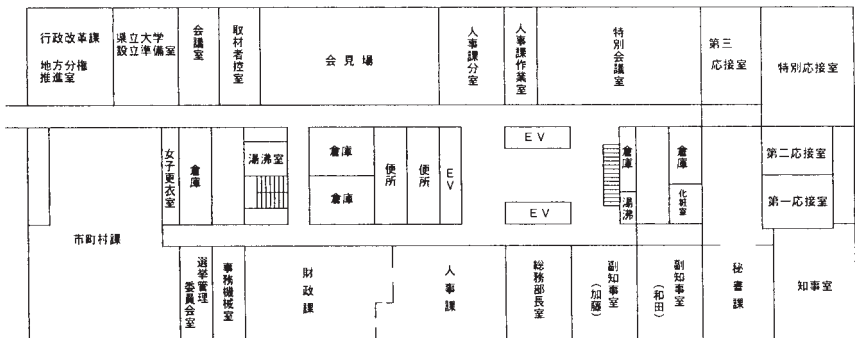 行政改革課
地方分権
推進室
県立大学
設立準備室
会議室
取材者控室
会見場
人事課分室
人事課作業室
特別会議室
第三
応接室
特別応接室
女子更衣室
倉庫
湯沸室
倉庫
倉庫
便所
便所
EV
EV
EV
倉庫
湯沸
倉庫
化粧室
第二応接室
第一応接室
市町村課
選挙管理
委員会室
事務機械室
財政課
人事課
総務部長室
副知事室
(加藤)
副知事室
(和田)
秘書課
知事室